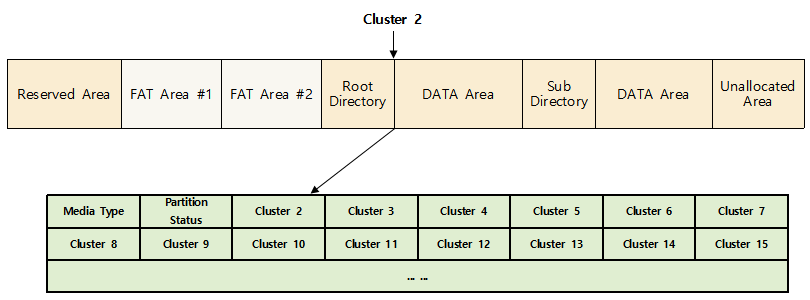 Cluster 2
Reserved Area
FAT Area #1
FAT Area #2
Root
Directory
DATA Area
Sub
Directory
DATA Area
Unallocated
Area
Media Type
Partition
Status
Cluster 2
Cluster 3
Cluster 4
Cluster 5
Cluster 6
Cluster 7
Cluster 8
Cluster 9
Cluster 10
Cluster 11
Cluster 12
Cluster 13
Cluster 14
Cluster 15
... ...